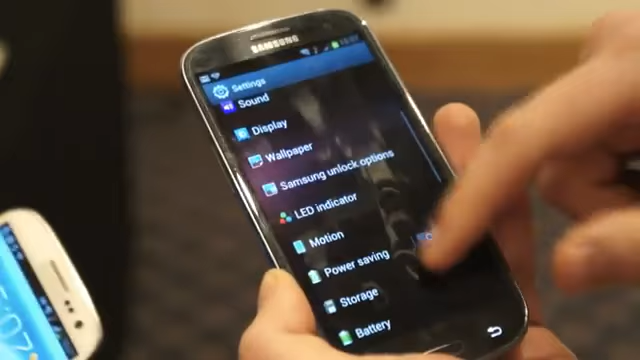 SAMSUNG
Settings
Sound
Display
Wallpaper
Samsung unlock options
LED indicator
Motion
Power saving
Storage
Battery